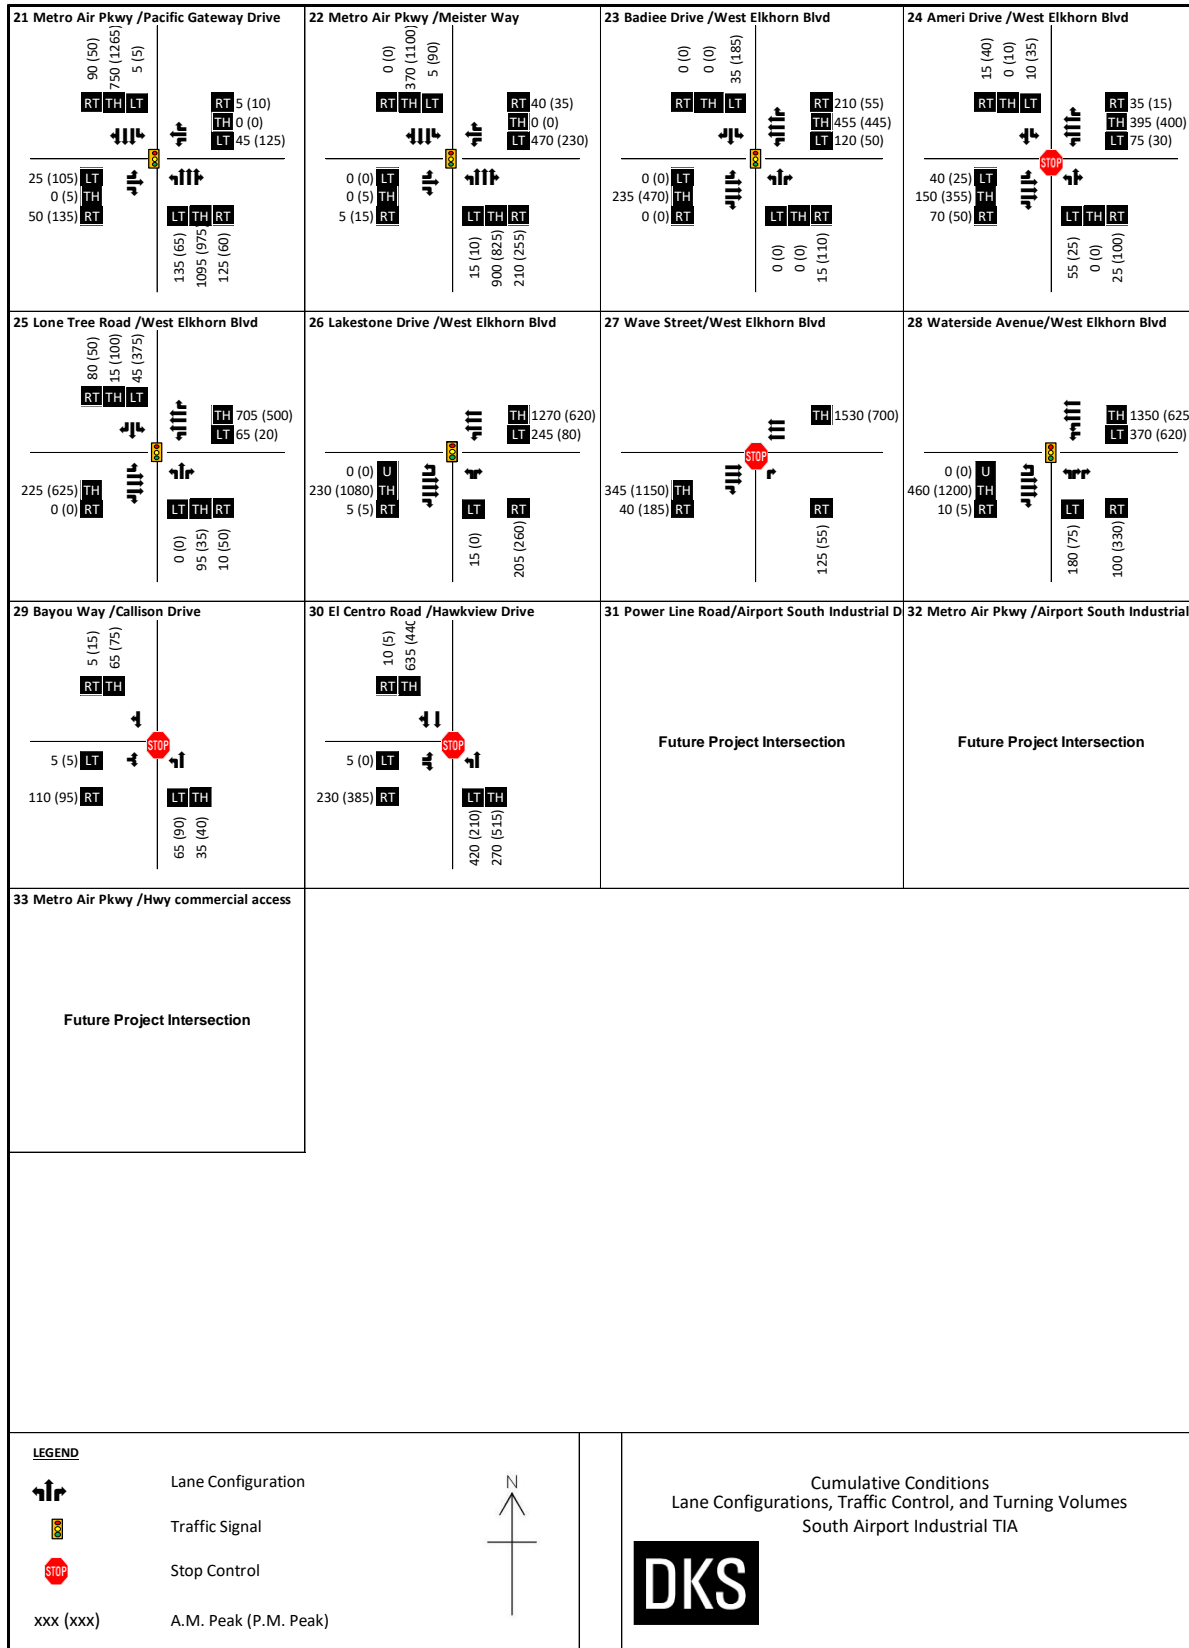 21 Metro Air Pkwy /Pacific Gateway Drive
90 (50)
750 (1265)
5 (5)
RT TH LT
RT 5 (10)
TH 0 (0)
LT 45 (125)
25 (105) LT
0 (5) TH
50 (135) RT
LT TH RT
135 (65)
1095 (975)
125 (60)
22 Metro Air Pkwy /Meister Way
0 (0)
370 (1100)
5 (90)
RT TH LT
RT 40 (35)
TH 0 (0)
LT 470 (230)
0 (0) LT
0 (5) TH
5 (15) RT
LT TH RT
15 (10)
900 (825)
210 (255)
23 Badiee Drive /West Elkhorn Blvd
0 (0)
0 (0)
35 (185)
RT TH LT
RT 210 (55)
TH 455 (445)
LT 120 (50)
0 (0) LT
235 (470) TH
0 (0) RT
LT TH RT
0 (0)
0 (0)
15 (110)
24 Ameri Drive /West Elkhorn Blvd
15 (40)
0 (10)
10 (35)
RT TH LT
RT 35 (15)
TH 395 (400)
LT 75 (30)
STOP
40 (25) LT
150 (355) TH
70 (50) RT
LT TH RT
55 (25)
0 (0)
25 (100)
25 Lone Tree Road /West Elkhorn Blvd
80 (50)
15 (100)
45 (375)
RT TH LT
TH 705 (500)
LT 65 (20)
225 (625) TH
0 (0) RT
LT TH RT
0 (0)
95 (35)
10 (50)
26 Lakestone Drive /West Elkhorn Blvd
TH 1270 (620)
LT 245 (80)
0 (0) U
230 (1080) TH
5 (5) RT
LT RT
15 (0)
205 (260)
27 Wave Street/West Elkhorn Blvd
TH 1530 (700)
STOP
345 (1150) TH
40 (185) RT
RT
125 (55)
28 Waterside Avenue/West Elkhorn Blvd
TH 1350 (625
LT 370 (620)
0 (0) U
460 (1200) TH
10 (5) RT
LT RT
180 (75)
100 (330)
29 Bayou Way /Callison Drive
5 (15)
65 (75)
RT TH
STOP
5 (5) LT
110 (95) RT
LT TH
65 (90)
35 (40)
30 El Centro Road /Hawkview Drive
10 (5)
635 (440
RT TH
STOP
5 (0) LT
230 (385) RT
LT TH
420 (210)
270 (515)
31 Power Line Road/Airport South Industrial D
Future Project Intersection
32 Metro Air Pkwy /Airport South Industrial
Future Project Intersection
33 Metro Air Pkwy /Hwy commercial access
Future Project Intersection
LEGEND
Lane Configuration
Traffic Signal
STOP Stop Control
xxx (xxx) A.M. Peak (P.M. Peak)
N
Cumulative Conditions
Lane Configurations, Traffic Control, and Turning Volumes
South Airport Industrial TIA
DKS